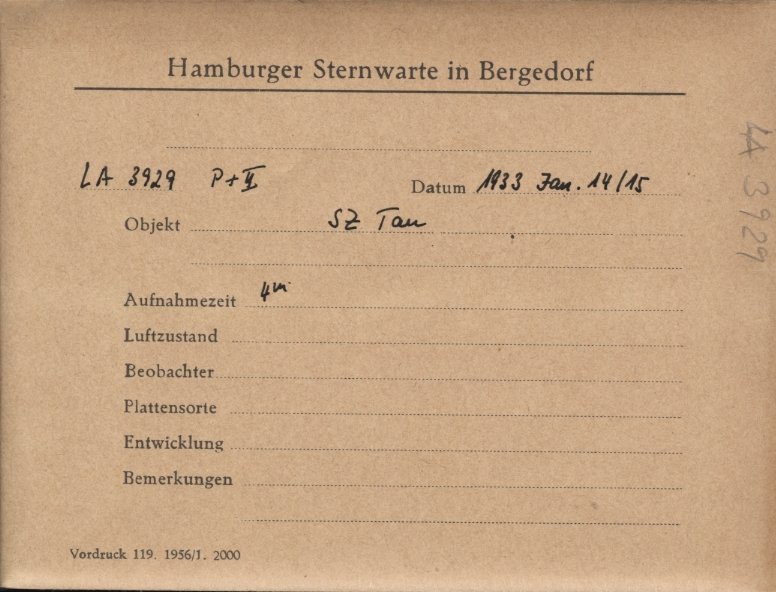 Hamburger Sternwarte in Bergedorf
LA 3929 P+II Datum 1933 Jan. 14/15
Objekt SZ Tau
Aufnahmezeit 4m
Luftzustand
Beobachter
Plattensorte
Entwicklung
Bemerkungen
Vordruck 119. 1956/1. 2000
LA 3929